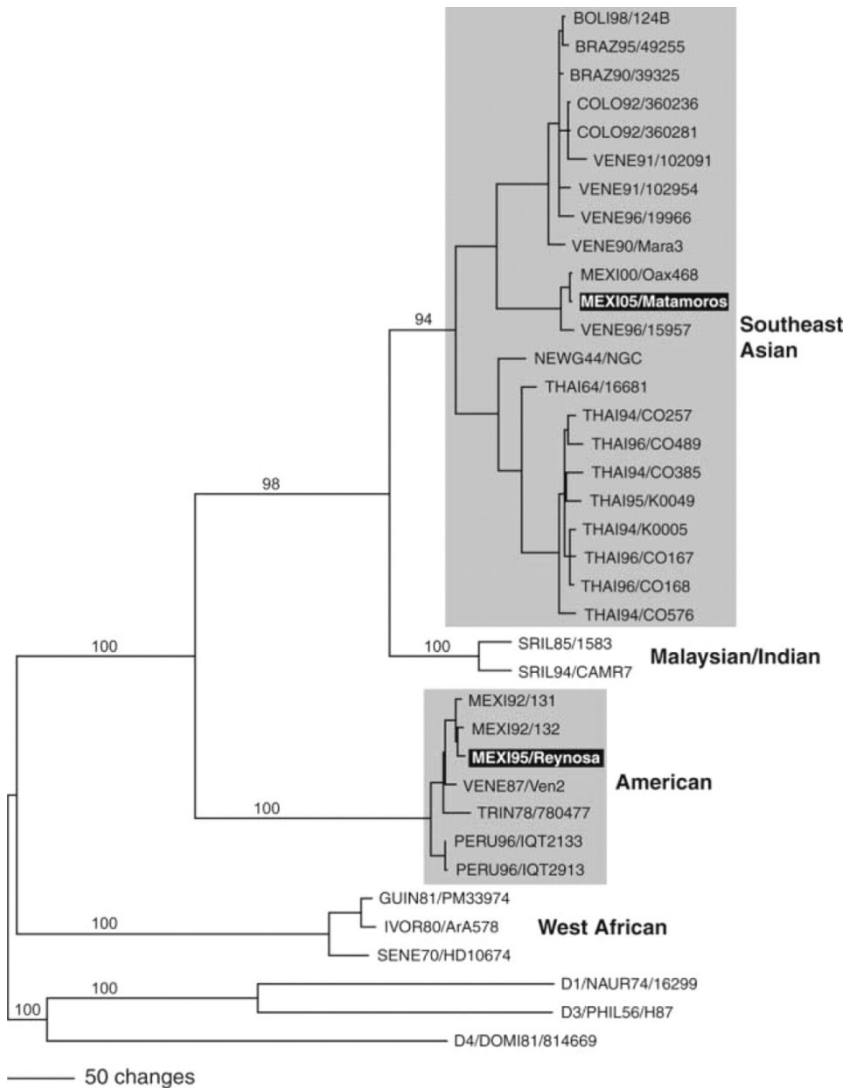 BOLI98/124B
BRAZ95/49255
BRAZ90/39325
COLO92/360236
COLO92/360281
VENE91/102091
VENE91/102954
VENE96/19966
VENE90/Mara3
MEXI00/Oax468
MEXI05/Matamoros
Southeast
Asian
94
VENE96/15957
NEWG44/NGC
THAI64/16681
THAI94/CO257
THAI96/CO489
THAI94/CO385
98
THAI95/K0049
THAI94/K0005
THAI96/CO167
THAI96/CO168
THAI94/CO576
100
100
SRIL85/1583
Malaysian/Indian
SRIL94/CAMR7
MEXI92/131
MEXI92/132
MEXI95/Reynosa
American
VENE87/Ven2
TRIN78/780477
100
PERU96/IQT2133
PERU96/IQT2913
GUIN81/PM33974
100
IVOR80/ArA578
West African
SENE70/HD10674
100
D1/NAUR74/16299
D3/PHIL56/H87
100
D4/DOMI81/814669
50 changes